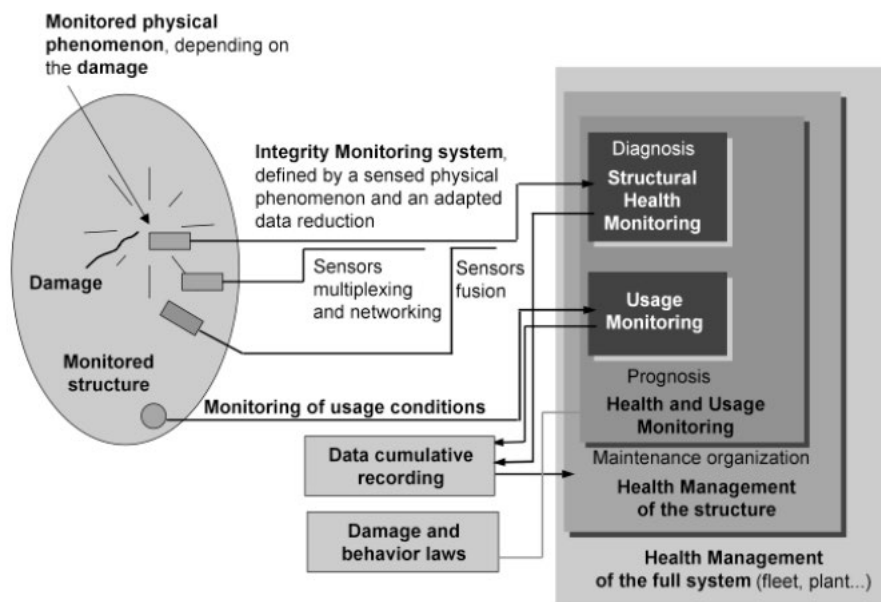 Monitored physical
phenomenon, depending on
the damage
Integrity Monitoring system,
defined by a sensed physical
phenomenon and an adapted
data reduction
Damage
Sensors
multiplexing
and networking
Sensors
fusion
Monitored
structure
Monitoring of usage conditions
Data cumulative
recording
Damage and
behavior laws
Diagnosis
Structural
Health
Monitoring
Usage
Monitoring
Prognosis
Health and Usage
Monitoring
Maintenance organization
Health Management
of the structure
Health Management
of the full system (fleet, plant...)